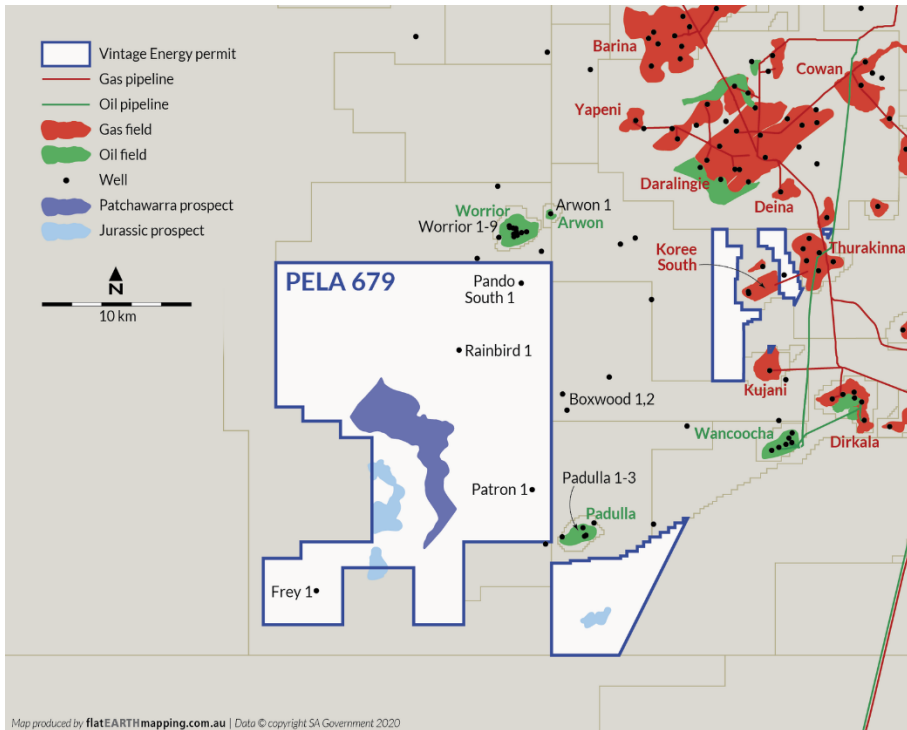 Vintage Energy permit
Gas pipeline
Oil pipeline
Gas field
Oil field
Well
Patchawarra prospect
Jurassic prospect
N
10 km
Barina
Cowan
Yapeni
Daralingie
Deina
Worrior
Arwon 1
Worrior 1-9
Arwon
Thurakinna
Koree
South
PELA 679
Pando
South 1
Rainbird 1
Kujani
Boxwood 1,2
Wancoocha
Dirkala
Padulla 1-3
Patron 1
Padulla
Frey 1
Map produced by flatEARTHmapping.com.au | Data © copyright SA Government 2020